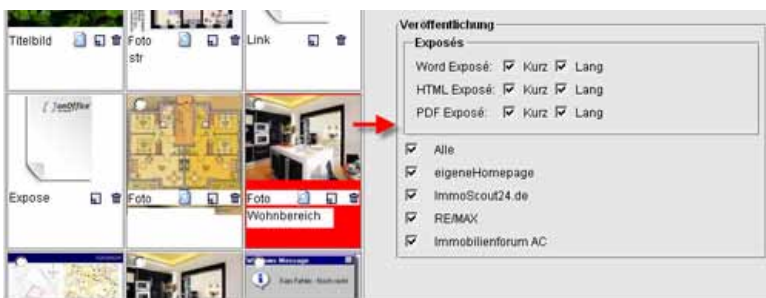 Titelbild
Foto
str
Link
[ ]onOffice
Expose
Foto
Foto
Wohnbereich
Veröffentlichung
Exposés
Word Exposé: Kurz Lang
HTML Exposé: Kurz Lang
PDF Exposé: Kurz Lang
Alle
eigeneHomepage
ImmoScout24.de
RE/MAX
Immobilienforum AC